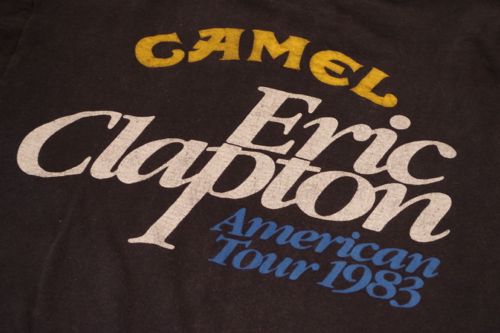 CAMEL
Eric
Clapton
American
Tour 1983